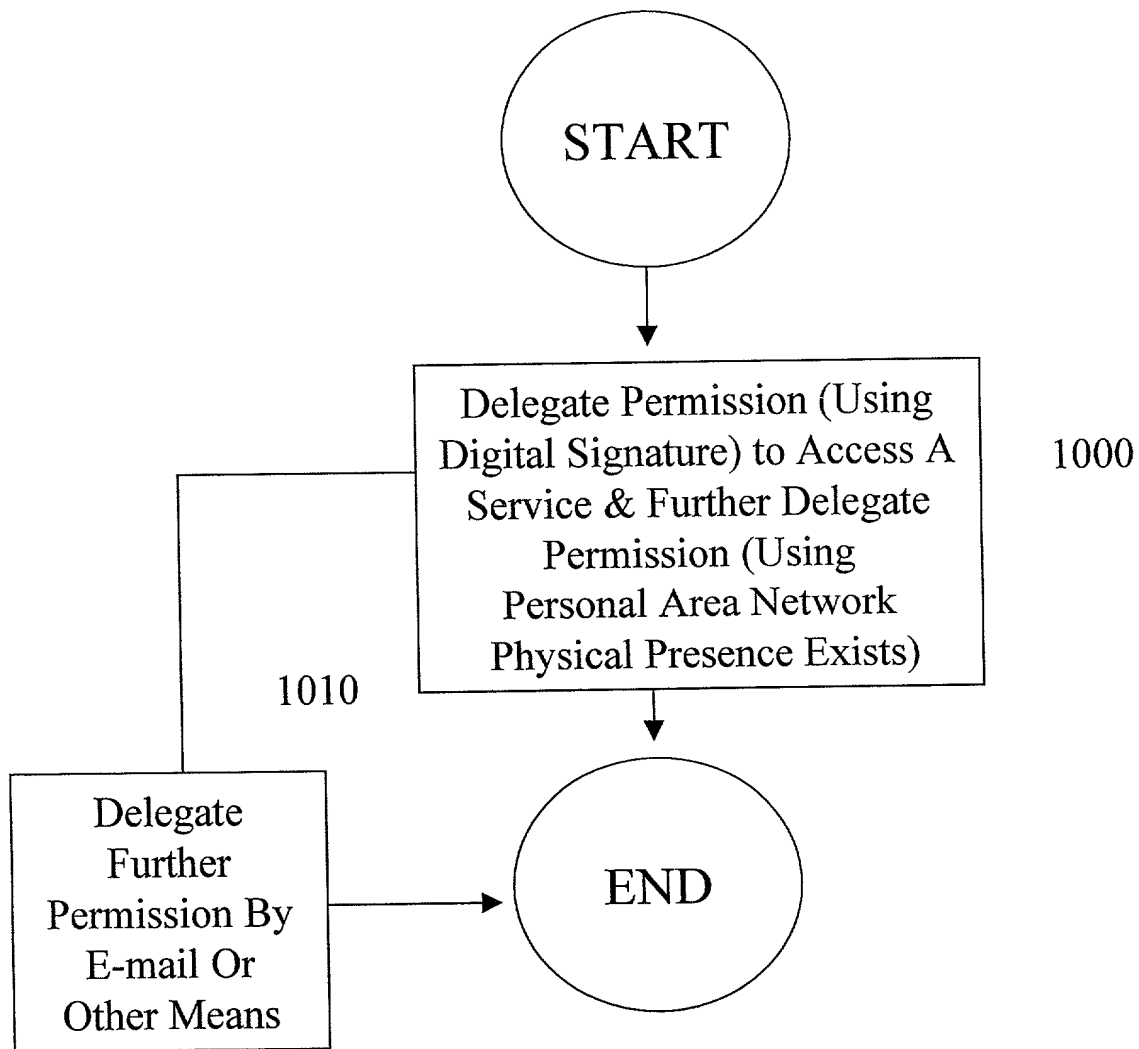 START
Delegate Permission (Using
Digital Signature) to Access A
Service & Further Delegate
Permission (Using
Personal Area Network
Physical Presence Exists)
1000
1010
Delegate
Further
Permission By
E-mail Or
Other Means
END